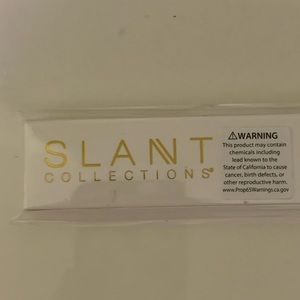 SLANT
COLLECTIONS®
⚠WARNING
This product may contain
chemicals including
lead known to the
State of California to cause
cancer, birth defects, or
other reproductive harm.
www.Prop65Warnings.ca.gov